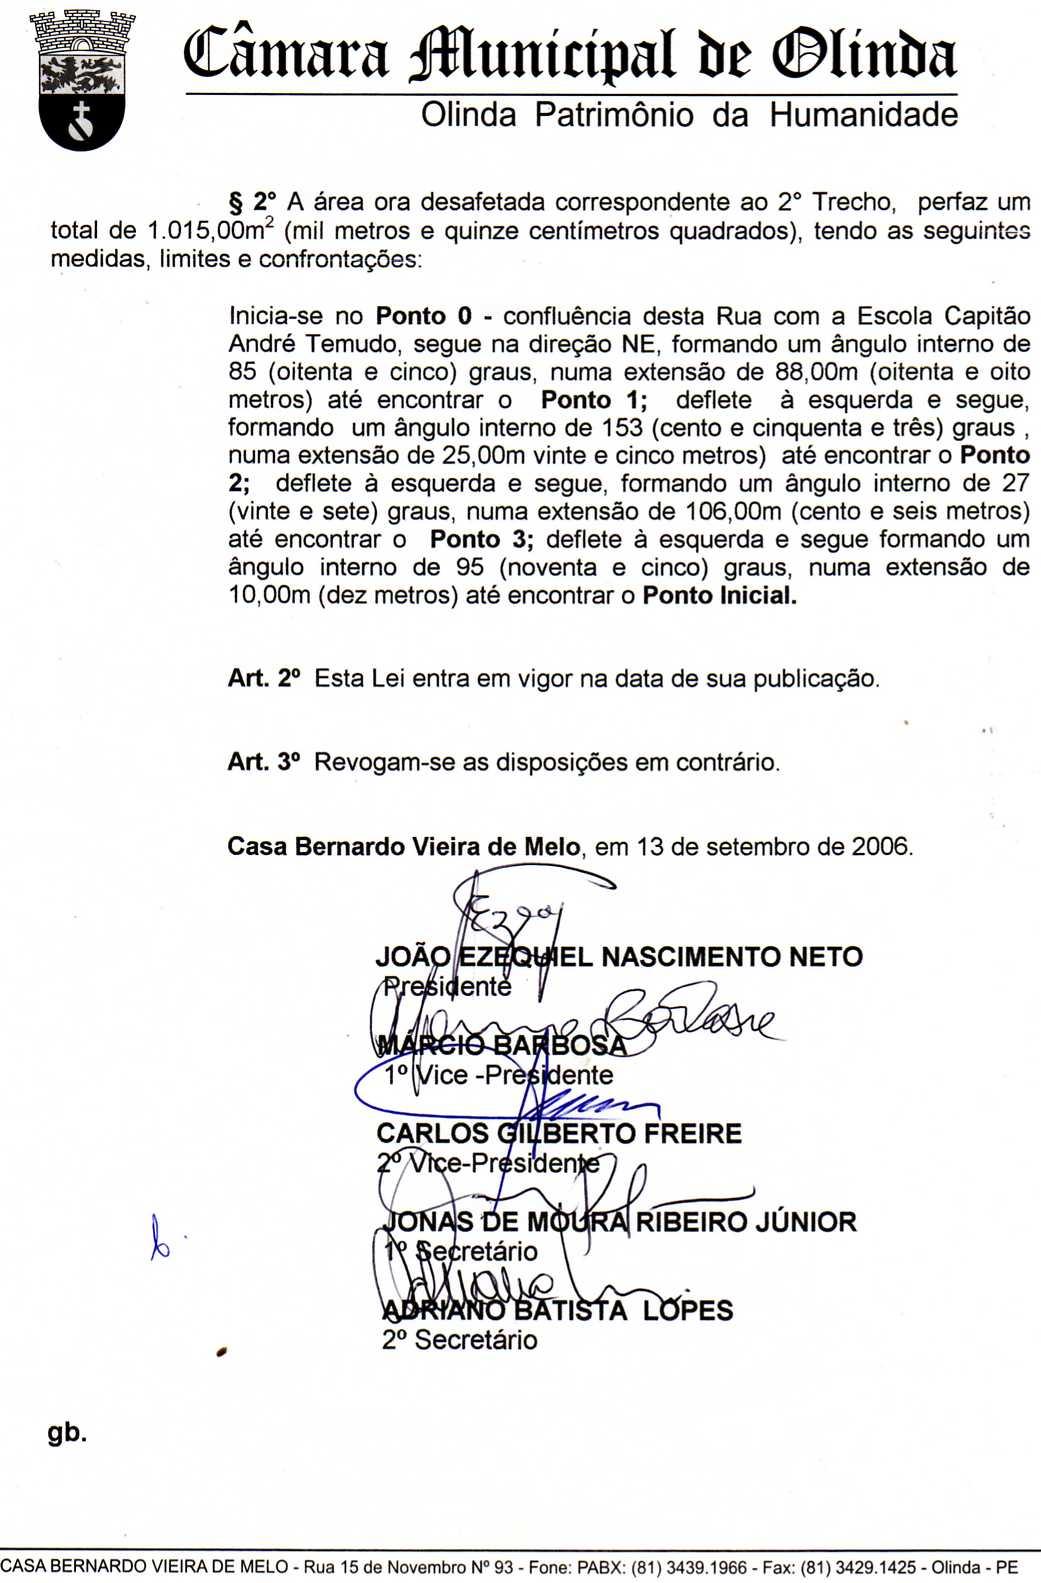 Câmara Municipal de Olinda
Olinda Patrimônio da Humanidade
§ 2° A área ora desafetada correspondente ao 2° Trecho, perfaz um
total de 1.015,00m² (mil metros e quinze centímetros quadrados), tendo as seguintes
medidas, limites e confrontações:
Inicia-se no Ponto 0 - confluência desta Rua com a Escola Capitão
André Temudo, segue na direção NE, formando um ângulo interno de
85 (oitenta e cinco) graus, numa extensão de 88,00m (oitenta e oito
metros) até encontrar o Ponto 1; deflete à esquerda e segue,
formando um ângulo interno de 153 (cento e cinquenta e três) graus ,
numa extensão de 25,00m vinte e cinco metros) até encontrar o Ponto
2; deflete à esquerda e segue, formando um ângulo interno de 27
(vinte e sete) graus, numa extensão de 106,00m (cento e seis metros)
até encontrar o Ponto 3; deflete à esquerda e segue formando um
ângulo interno de 95 (noventa e cinco) graus, numa extensão de
10,00m (dez metros) até encontrar o Ponto Inicial.
Art. 2º Esta Lei entra em vigor na data de sua publicação.
Art. 3º Revogam-se as disposições em contrário.
Casa Bernardo Vieira de Melo, em 13 de setembro de 2006.
JOÃO EZEQUIEL NASCIMENTO NETO
Presidente
MÁRCIO BARBOSA
1º Vice -Presidente
CARLOS GILBERTO FREIRE
2º Vice-Presidente
JONAS DE MOURA RIBEIRO JÚNIOR
1º Secretário
ADRIANO BATISTA LOPES
2º Secretário
gb.
CASA BERNARDO VIEIRA DE MELO - Rua 15 de Novembro Nº 93 - Fone: PABX: (81) 3439.1966 - Fax: (81) 3429.1425 - Olinda - PE